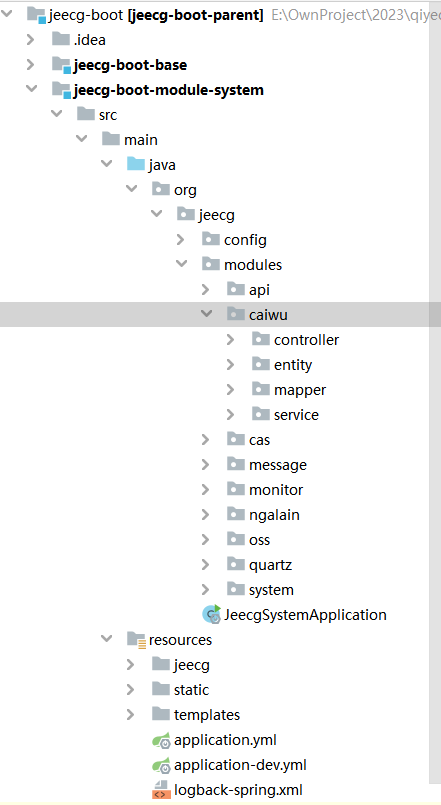 jeecg-boot [jeecg-boot-parent] E:\OwnProject\2023\qiyec
.idea
jeecg-boot-base
jeecg-boot-module-system
src
main
java
org
jeecg
config
modules
api
caiwu
controller
entity
mapper
service
cas
message
monitor
ngalain
oss
quartz
system
JeecgSystemApplication
resources
jeecg
static
templates
application.yml
application-dev.yml
logback-spring.xml